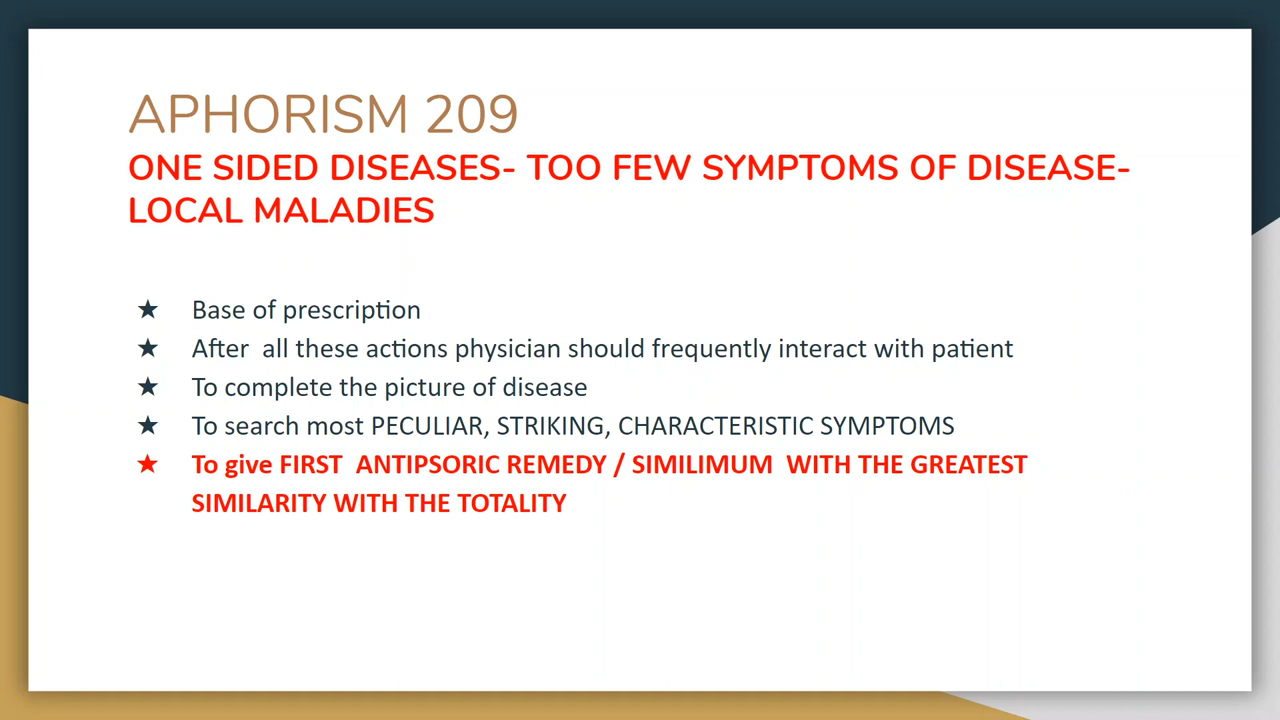 APHORISM 209
ONE SIDED DISEASES- TOO FEW SYMPTOMS OF DISEASE-
LOCAL MALADIES
★ Base of prescription
★ After  all these actions physician should frequently interact with patient
★ To complete the picture of disease
★ To search most PECULIAR, STRIKING, CHARACTERISTIC SYMPTOMS
★ To give FIRST  ANTIPSORIC REMEDY / SIMILIMUM  WITH THE GREATEST
SIMILARITY WITH THE TOTALITY